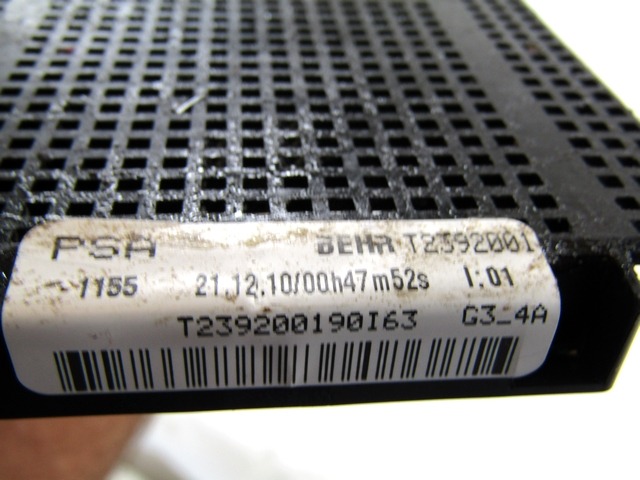 PSA BEHR T2392001
1155 21.12.10/00h47m52s I:01
T239200190I63 G3_4A